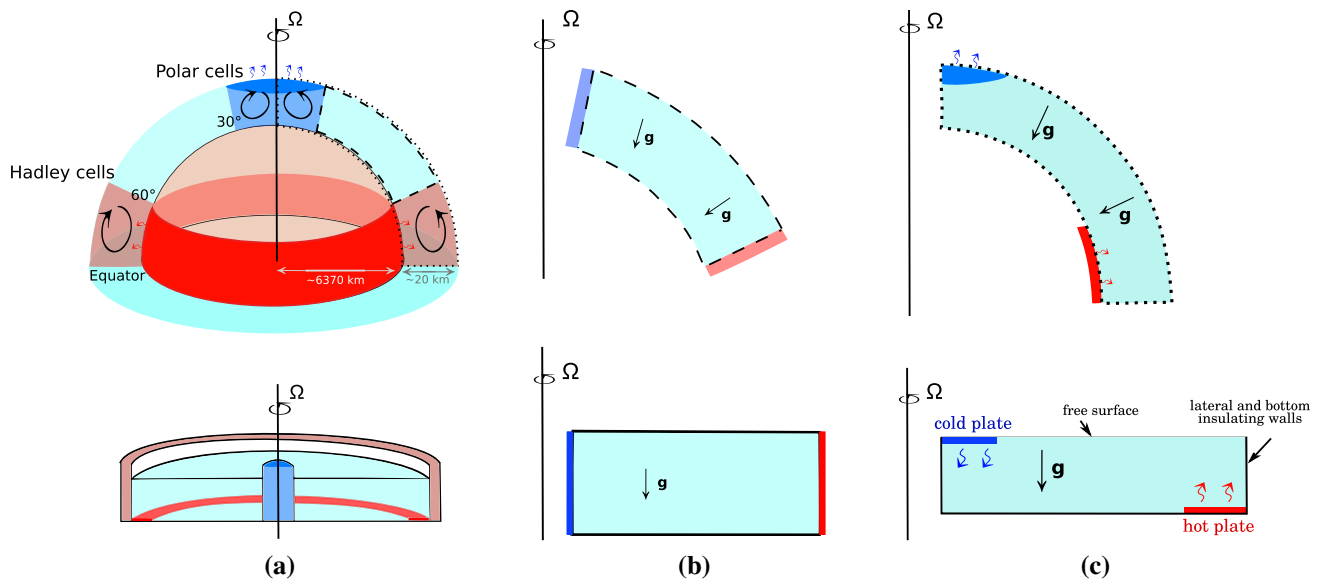 Ω
Polar cells
30°
Hadley cells
60°
Equator
~6370 km
~20 km
Ω
(a)
Ω
g
g
Ω
g
(b)
Ω
g
g
Ω
free surface
lateral and bottom
insulating walls
cold plate
g
hot plate
(c)